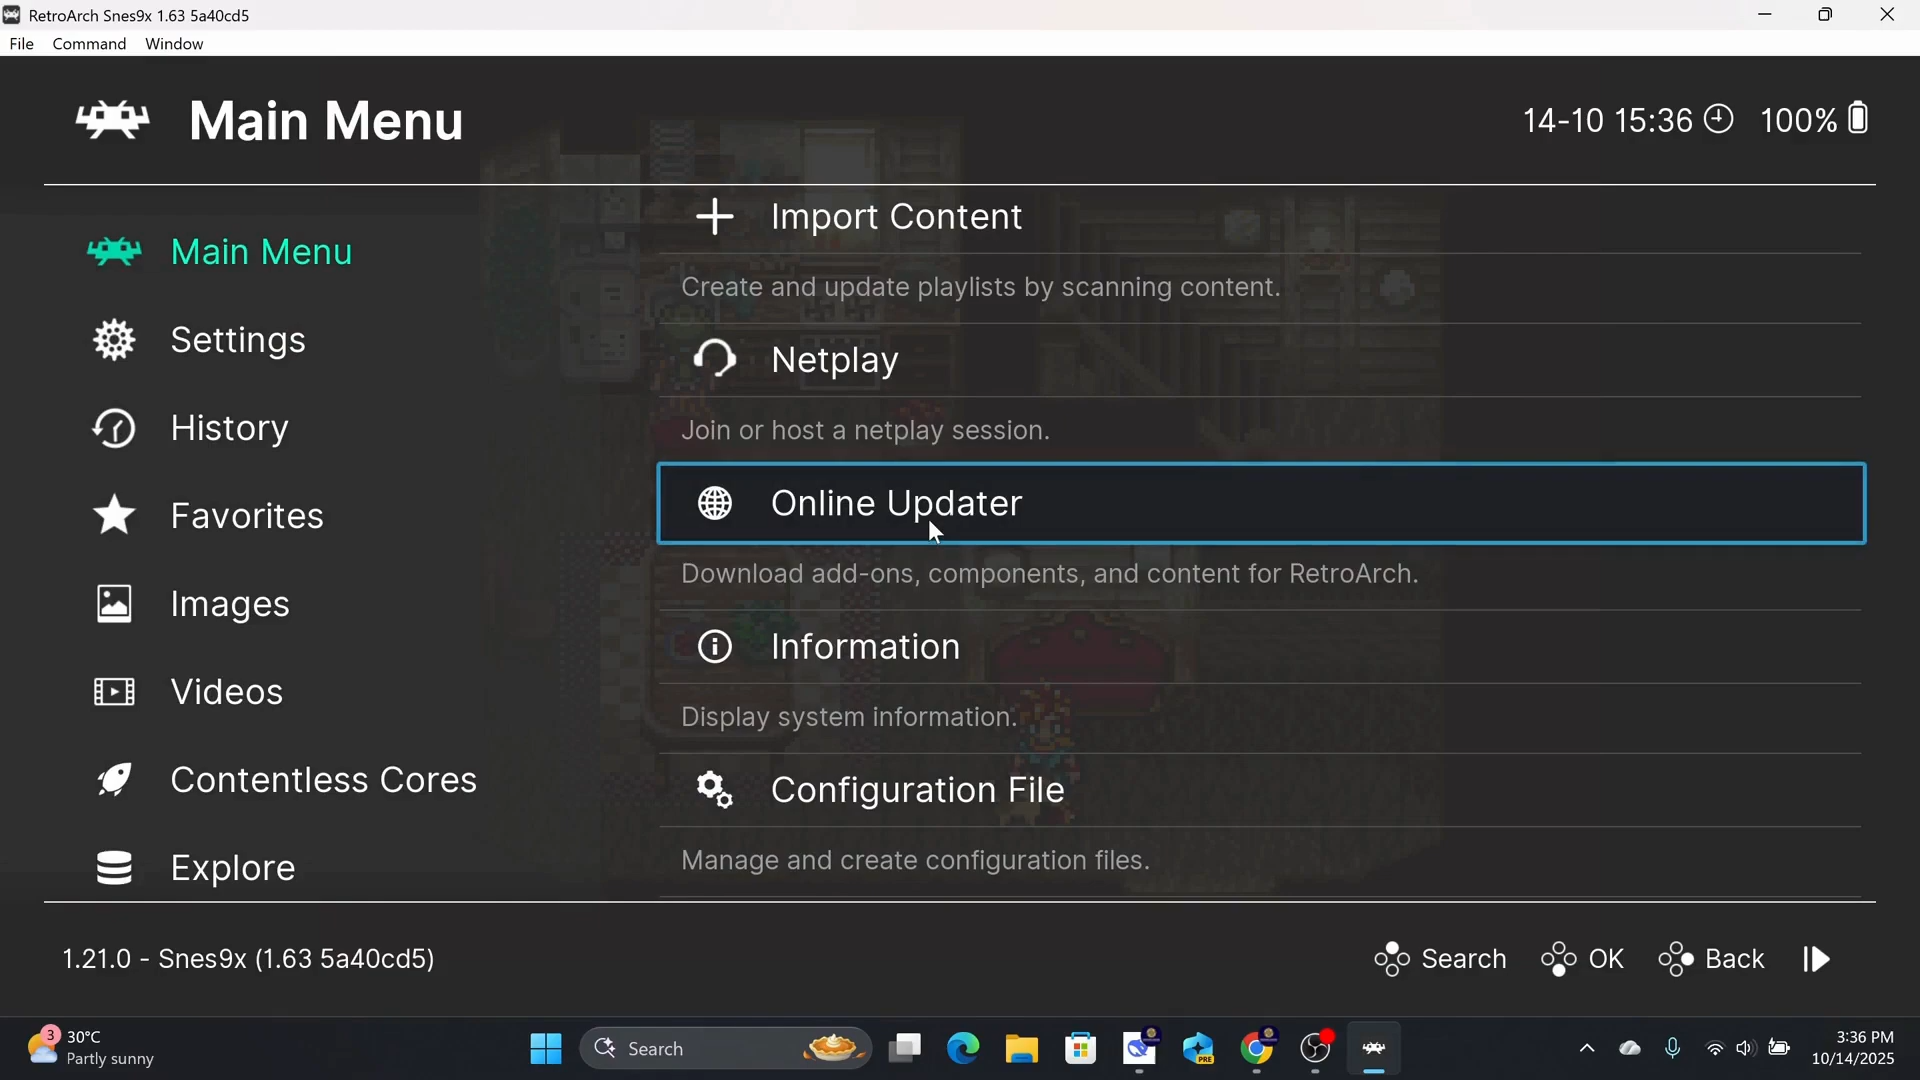 RetroArch Snes9x 1.63 5a40cd5
File Command Window
Main Menu
14-10 15:36 100%
Main Menu
Settings
History
Favorites
Images
Videos
Contentless Cores
Explore
Import Content
Create and update playlists by scanning content.
Netplay
Join or host a netplay session.
Online Updater
Download add-ons, components, and content for RetroArch.
Information
Display system information.
Configuration File
Manage and create configuration files.
1.21.0 - Snes9x (1.63 5a40cd5)
Search OK Back
3
30°C
Partly sunny
Search
PRE
3:36 PM
10/14/2025